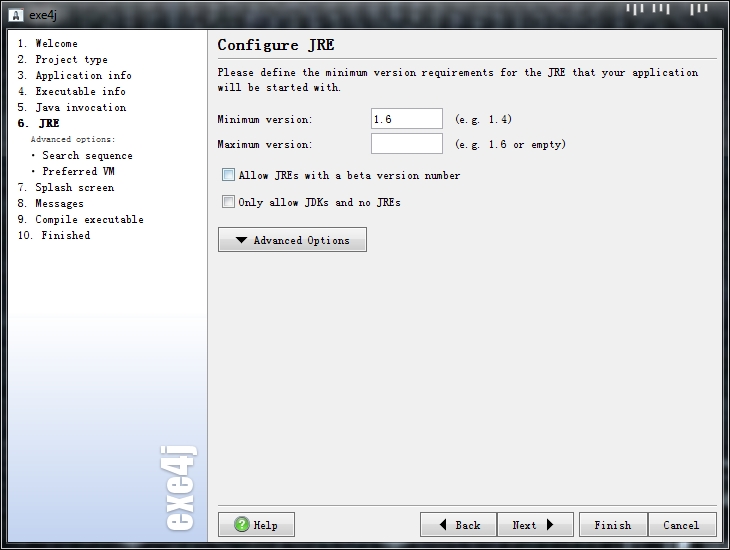 exe4j
1. Welcome
2. Project type
3. Application info
4. Executable info
5. Java invocation
6. JRE
Advanced options:
• Search sequence
• Preferred VM
7. Splash screen
8. Messages
9. Compile executable
10. Finished
exe4j
Configure JRE
Please define the minimum version requirements for the JRE that your application
will be started with.
Minimum version: 1.6 (e.g. 1.4)
Maximum version: (e.g. 1.6 or empty)
Allow JREs with a beta version number
Only allow JDKs and no JREs
Advanced Options
Help Back Next Finish Cancel